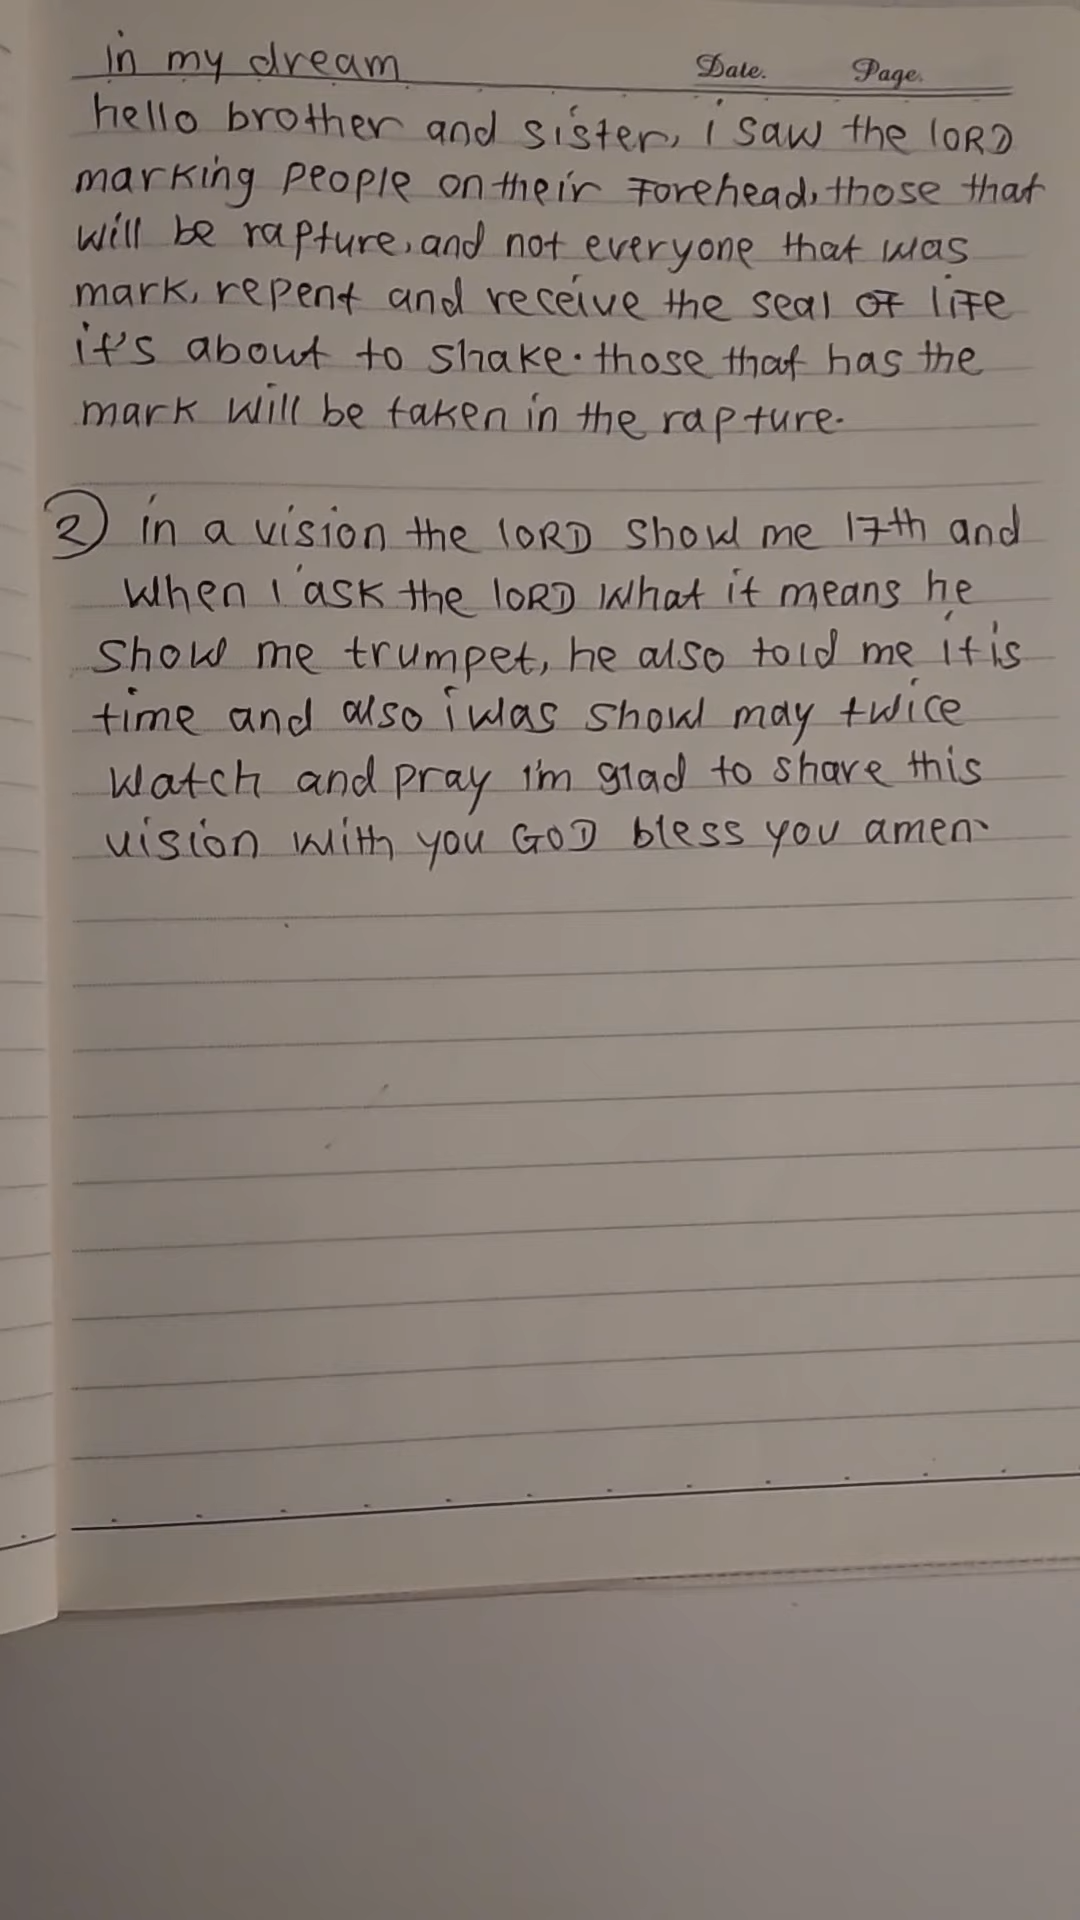 in my dream Date. Page.
hello brother and sister, i saw the lORD
marking people on their Forehead, those that
will be rapture, and not everyone that was
mark, repent and receive the seal of life
it's about to shake. those that has the
mark will be taken in the rapture.
2 in a vision the lORD show me 17th and
when i ask the lORD what it means he
show me trumpet, he also told me it is
time and also i was show may twice
watch and pray i'm glad to share this
vision with you GOD bless you amen